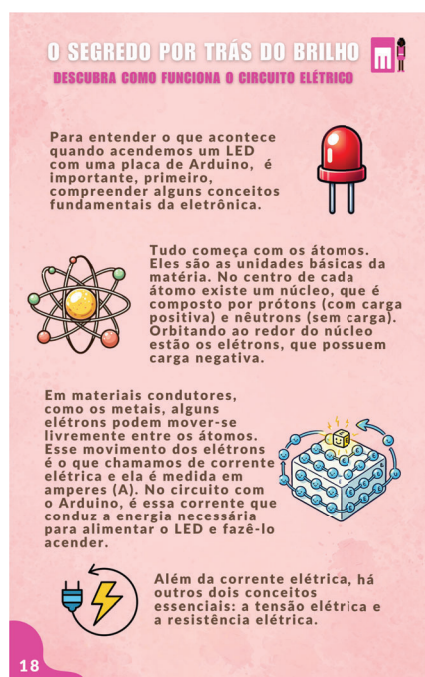 O SEGREDO POR TRÁS DO BRILHO
m
DESCUBRA COMO FUNCIONA O CIRCUITO ELÉTRICO
Para entender o que acontece
quando acendemos um LED
com uma placa de Arduino, é
importante, primeiro,
compreender alguns conceitos
fundamentais da eletrônica.
Tudo começa com os átomos.
Eles são as unidades básicas da
matéria. No centro de cada
átomo existe um núcleo, que é
composto por prótons (com carga
positiva) e nêutrons (sem carga).
Orbitando ao redor do núcleo
estão os elétrons, que possuem
carga negativa.
Em materiais condutores,
como os metais, alguns
elétrons podem mover-se
livremente entre os átomos.
Esse movimento dos elétrons
é o que chamamos de corrente
elétrica e ela é medida em
amperes (A). No circuito com
o Arduino, é essa corrente que
conduz a energia necessária
para alimentar o LED e fazê-lo
acender.
Além da corrente elétrica, há
outros dois conceitos
essenciais: a tensão elétrica e
a resistência elétrica.
18